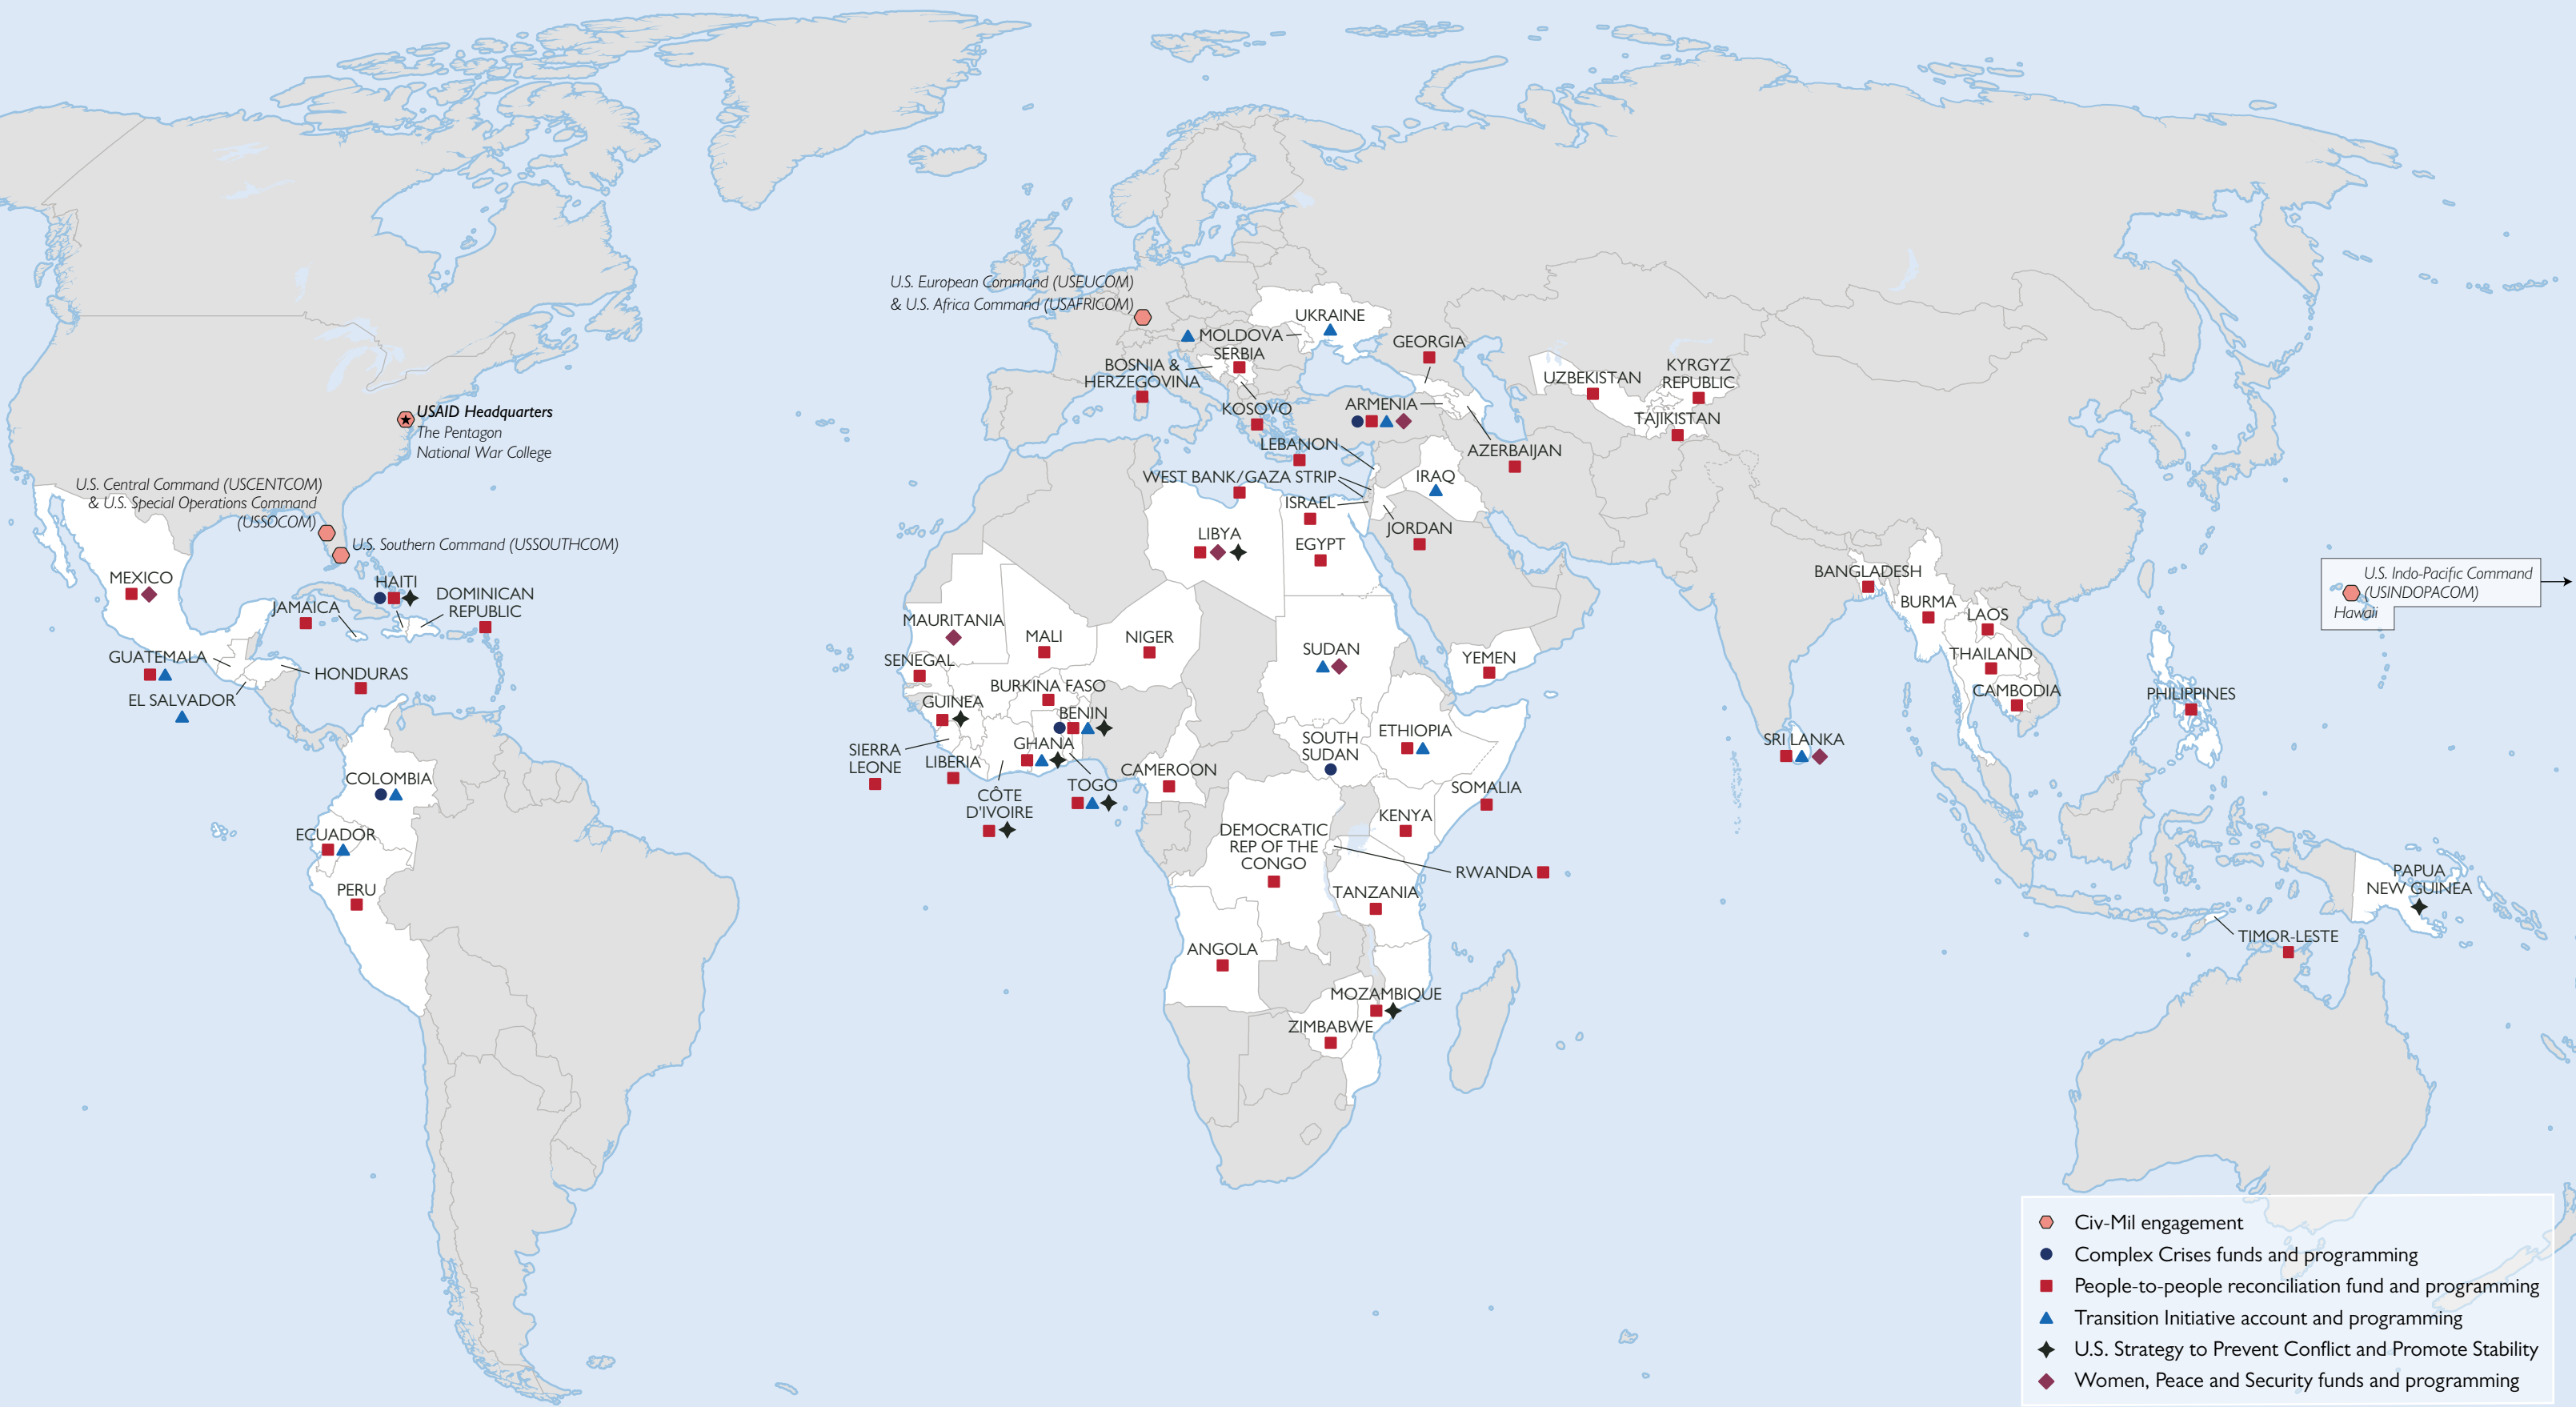 U.S. European Command (USEUCOM)
& U.S. Africa Command (USAFRICOM)
UKRAINE
MOLDOVA
SERBIA
GEORGIA
BOSNIA &
HERZEGOVINA
UZBEKISTAN
KYRGYZ
REPUBLIC
KOSOVO
ARMENIA
TAJIKISTAN
USAID Headquarters
The Pentagon
National War College
LEBANON
AZERBAIJAN
WEST BANK/GAZA STRIP
IRAQ
U.S. Central Command (USCENTCOM)
& U.S. Special Operations Command
(USSOCOM)
ISRAEL
JORDAN
U.S. Southern Command (USSOUTHCOM)
LIBYA
EGYPT
MEXICO
HAITI
DOMINICAN
REPUBLIC
JAMAICA
BANGLADESH
BURMA
LAOS
U.S. Indo-Pacific Command
(USINDOPACOM)
Hawaii
MAURITANIA
MALI
NIGER
SUDAN
YEMEN
THAILAND
GUATEMALA
HONDURAS
EL SALVADOR
SENEGAL
BURKINA FASO
GUINEA
BENIN
CAMBODIA
PHILIPPINES
SIERRA
LEONE
LIBERIA
GHANA
TOGO
CAMEROON
SOUTH
SUDAN
ETHIOPIA
SRI LANKA
COLOMBIA
CÔTE
D'IVOIRE
SOMALIA
KENYA
ECUADOR
DEMOCRATIC
REP OF THE
CONGO
RWANDA
PERU
TANZANIA
PAPUA
NEW GUINEA
ANGOLA
TIMOR-LESTE
MOZAMBIQUE
ZIMBABWE
Civ-Mil engagement
Complex Crises funds and programming
People-to-people reconciliation fund and programming
Transition Initiative account and programming
U.S. Strategy to Prevent Conflict and Promote Stability
Women, Peace and Security funds and programming